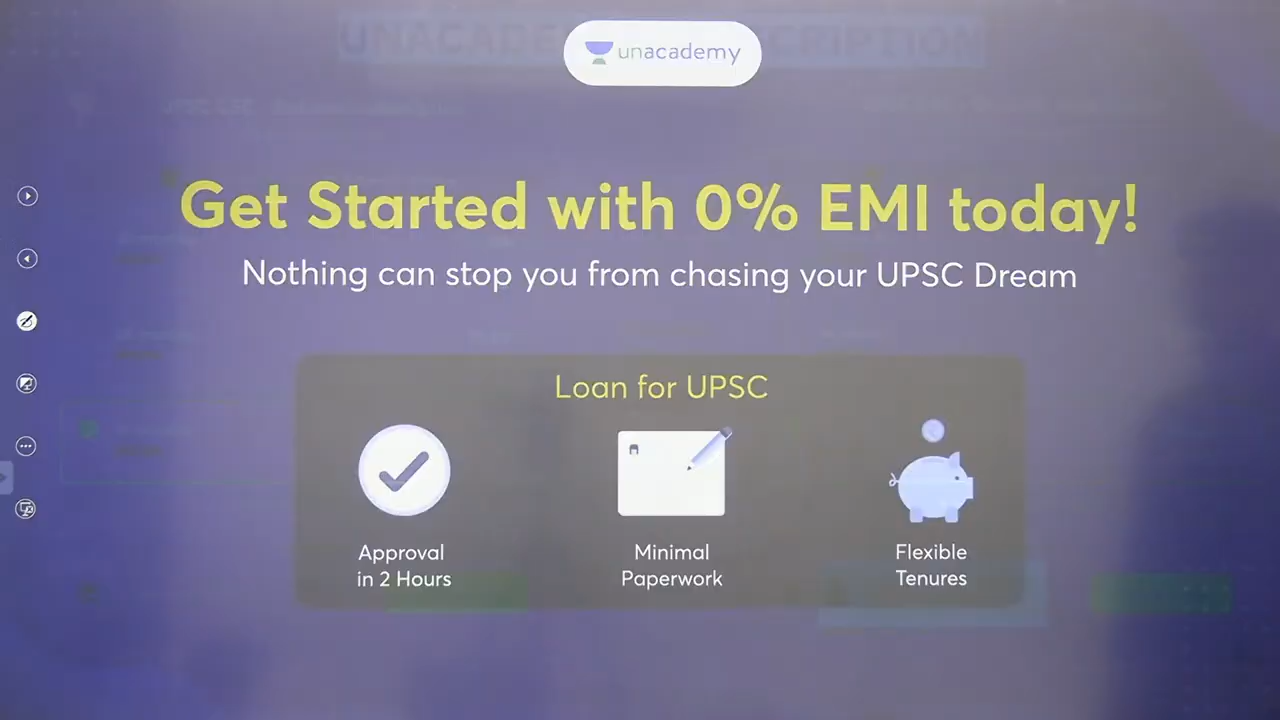 unacademy
Get Started with 0% EMI today!
Nothing can stop you from chasing your UPSC Dream
Loan for UPSC
Approval
in 2 Hours
Minimal
Paperwork
Flexible
Tenures